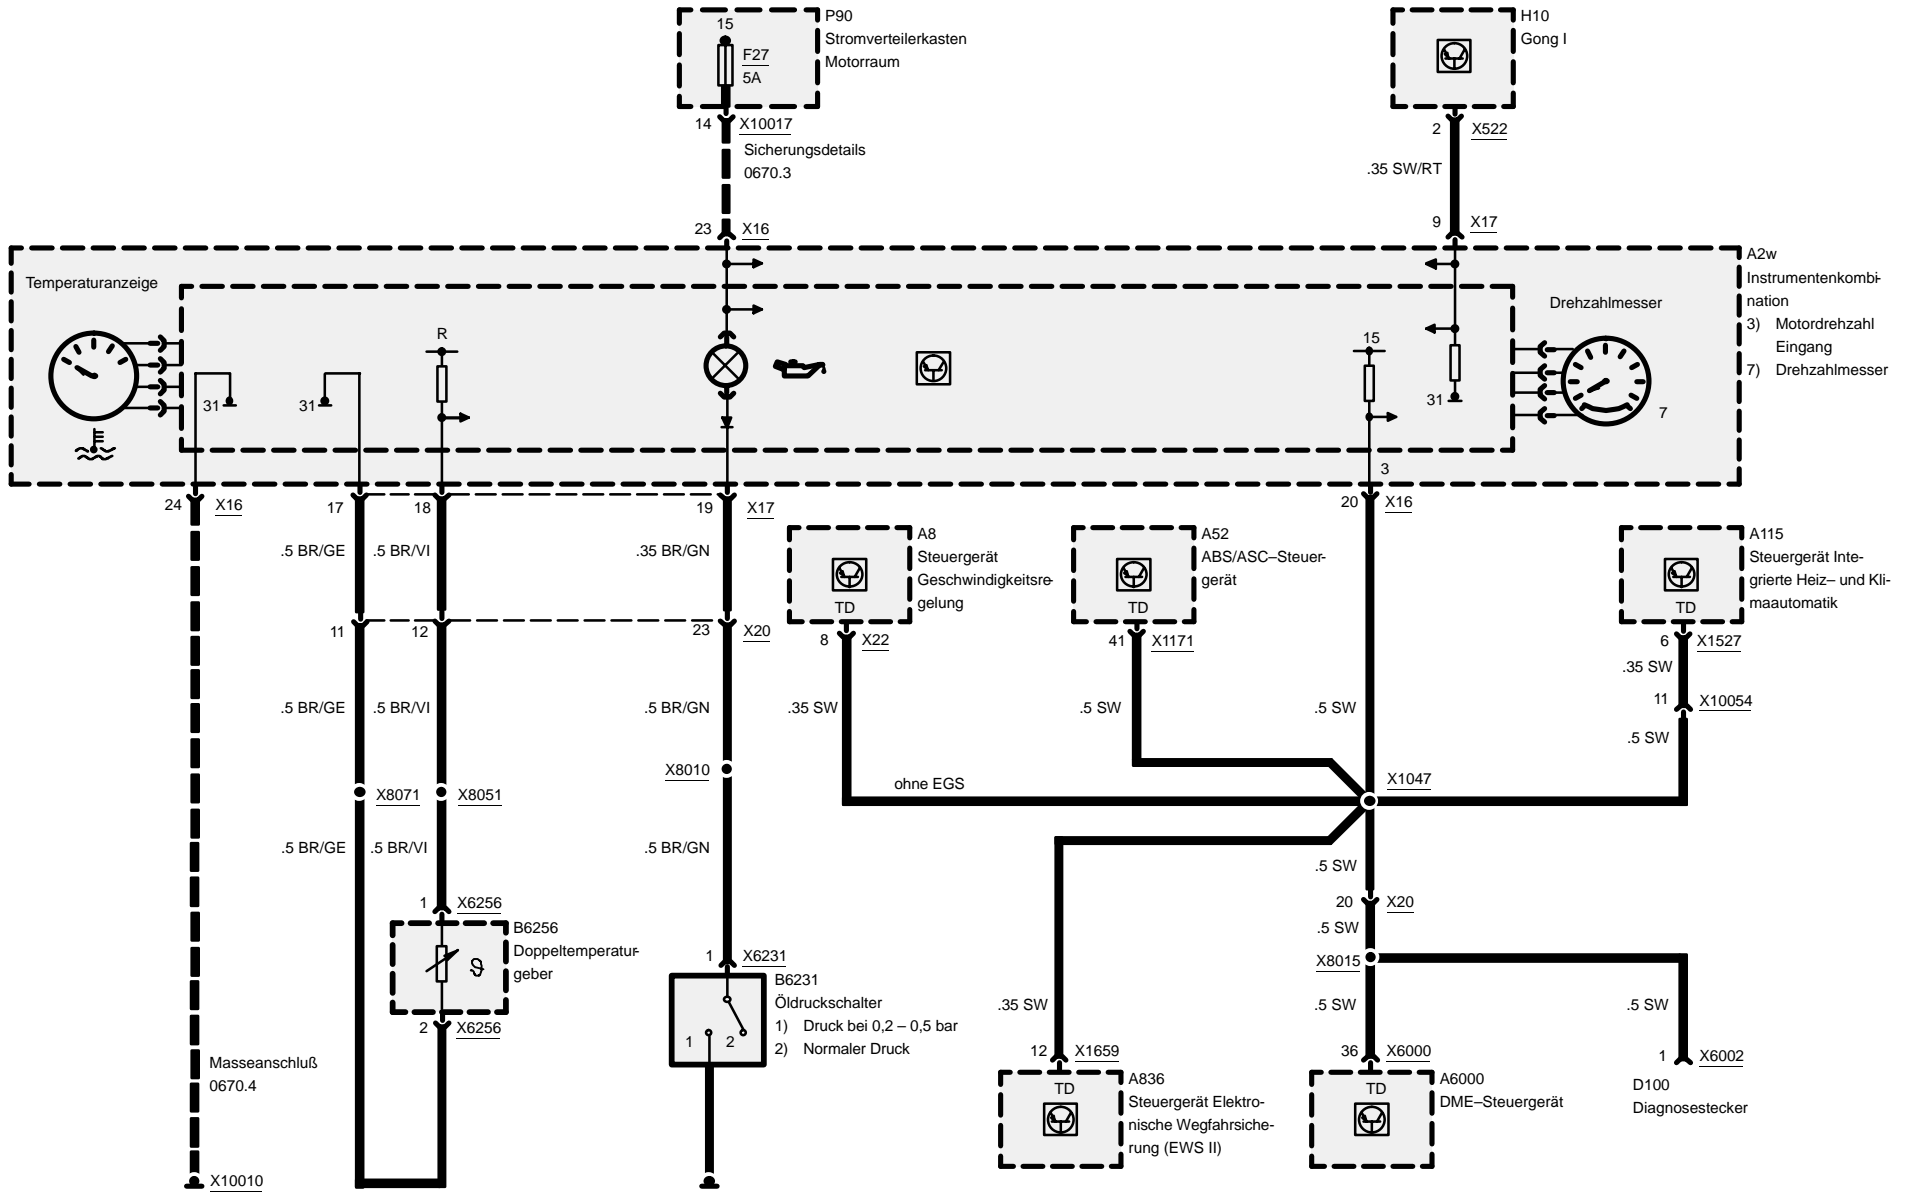 P90
Stromverteilerkasten
Motorraum
15
F27
5A
14
X10017
Sicherungsdetails
0670.3
23
X16
H10
Gong I
2
X522
.35 SW/RT
9
X17
A2w
Instrumentenkombi-
nation
3) Motordrehzahl
Eingang
7) Drehzahlmesser
Temperaturanzeige
Drehzahlmesser
R
15
31
31
31
7
3
24
X16
17
18
19
X17
20
X16
.5 BR/GE
.5 BR/VI
.35 BR/GN
11
12
23
X20
.5 BR/GE
.5 BR/VI
.5 BR/GN
X8010
X8071
X8051
.5 BR/GE
.5 BR/VI
.5 BR/GN
1
X6256
B6256
Doppeltemperatur-
geber
ϑ
2
X6256
1
X6231
B6231
Öldruckschalter
1) Druck bei 0,2 – 0,5 bar
2) Normaler Druck
1
2
Masseanschluß
0670.4
X10010
A8
Steuergerät
Geschwindigkeitsre-
gelung
TD
8
X22
.35 SW
ohne EGS
A52
ABS/ASC–Steuer-
gerät
TD
41
X1171
.5 SW
.5 SW
A115
Steuergerät Inte-
grierte Heiz– und Kli-
maautomatik
TD
6
X1527
.35 SW
11
X10054
.5 SW
X1047
.5 SW
20
X20
.5 SW
X8015
.35 SW
.5 SW
.5 SW
12
X1659
A836
Steuergerät Elektro-
nische Wegfahrsiche-
rung (EWS II)
TD
36
X6000
A6000
DME–Steuergerät
TD
1
X6002
D100
Diagnosestecker